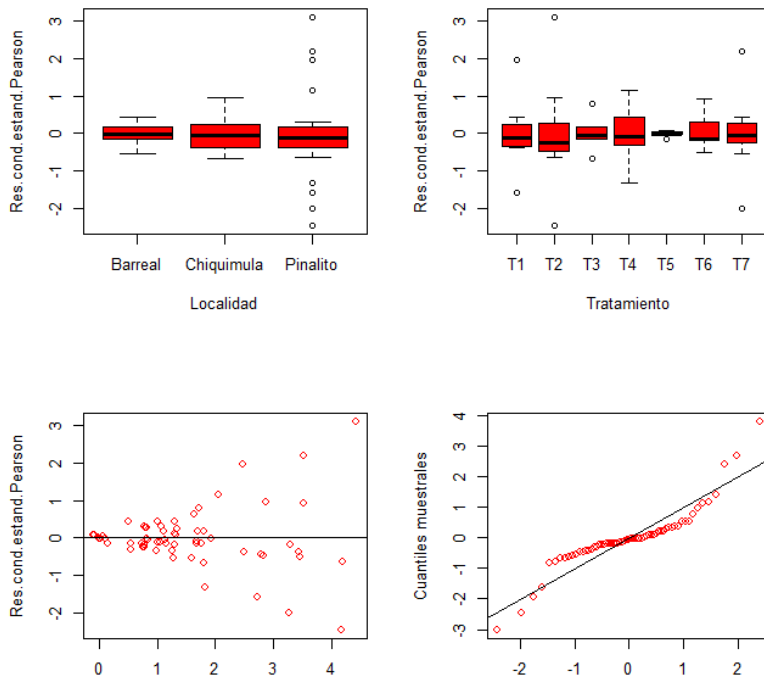 Res.cond.estand.Pearson
3
2
1
0
-1
-2
Barreal Chiquimula Pinalito
Localidad
Res.cond.estand.Pearson
3
2
1
0
-1
-2
T1 T2 T3 T4 T5 T6 T7
Tratamiento
Res.cond.estand.Pearson
3
2
1
0
-1
-2
0 1 2 3 4
Cuantiles muestrales
4
3
2
1
0
-1
-2
-3
-2 -1 0 1 2